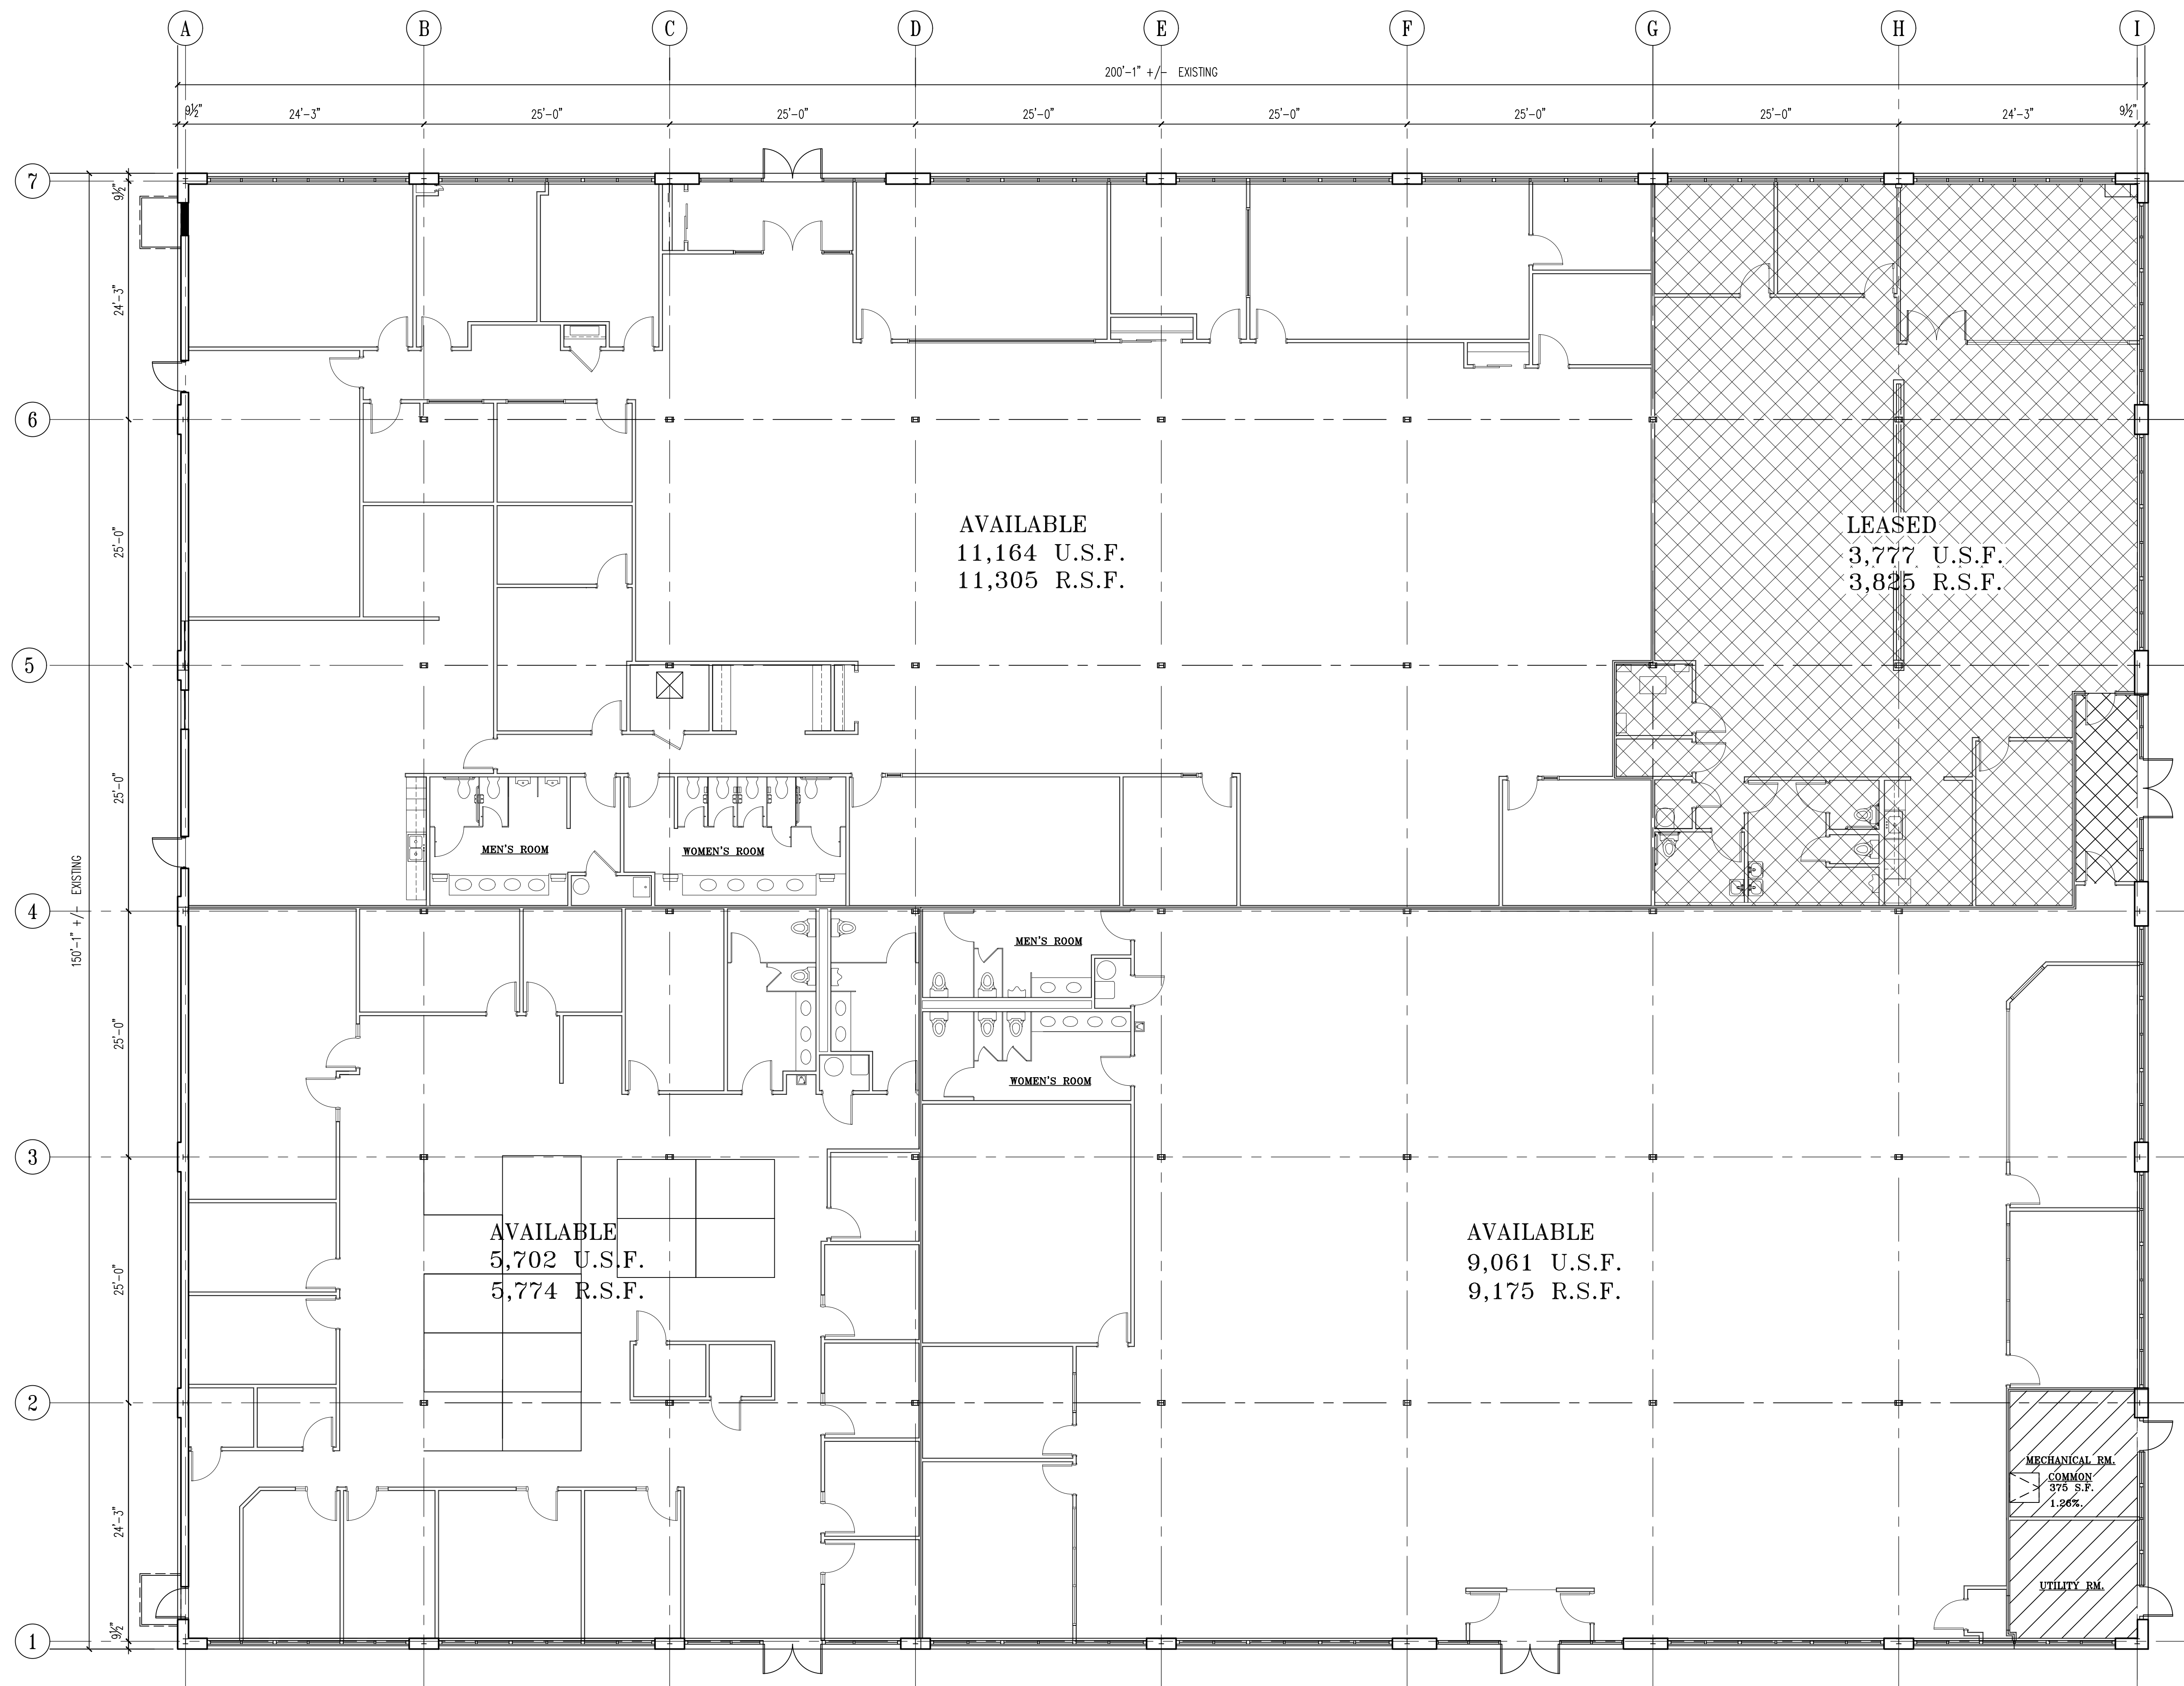 A B C D E F G H I
200'-1" +/- EXISTING
9½" 24'-3" 25'-0" 25'-0" 25'-0" 25'-0" 25'-0" 25'-0" 24'-3" 9½"
7
9½"
24'-3"
6
25'-0"
AVAILABLE
11,164 U.S.F.
11,305 R.S.F.
LEASED
3,777 U.S.F.
3,825 R.S.F.
5
25'-0"
MEN'S ROOM
WOMEN'S ROOM
150'-1" +/- EXISTING
4
MEN'S ROOM
25'-0"
WOMEN'S ROOM
3
AVAILABLE
5,702 U.S.F.
5,774 R.S.F.
AVAILABLE
9,061 U.S.F.
9,175 R.S.F.
25'-0"
2
MECHANICAL RM.
COMMON
375 S.F.
1.26%.
24'-3"
UTILITY RM.
9½"
1